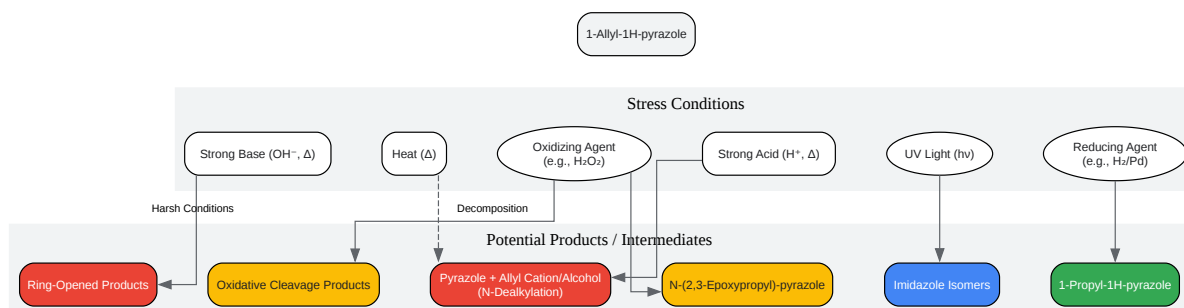 1-Allyl-1H-pyrazole
Stress Conditions
Strong Base (OH⁻, Δ)
Heat (Δ)
Oxidizing Agent
(e.g., H₂O₂)
Strong Acid (H⁺, Δ)
UV Light (hν)
Reducing Agent
(e.g., H₂/Pd)
Harsh Conditions
Decomposition
Potential Products / Intermediates
Ring-Opened Products
Oxidative Cleavage Products
Pyrazole + Allyl Cation/Alcohol
(N-Dealkylation)
N-(2,3-Epoxypropyl)-pyrazole
Imidazole Isomers
1-Propyl-1H-pyrazole